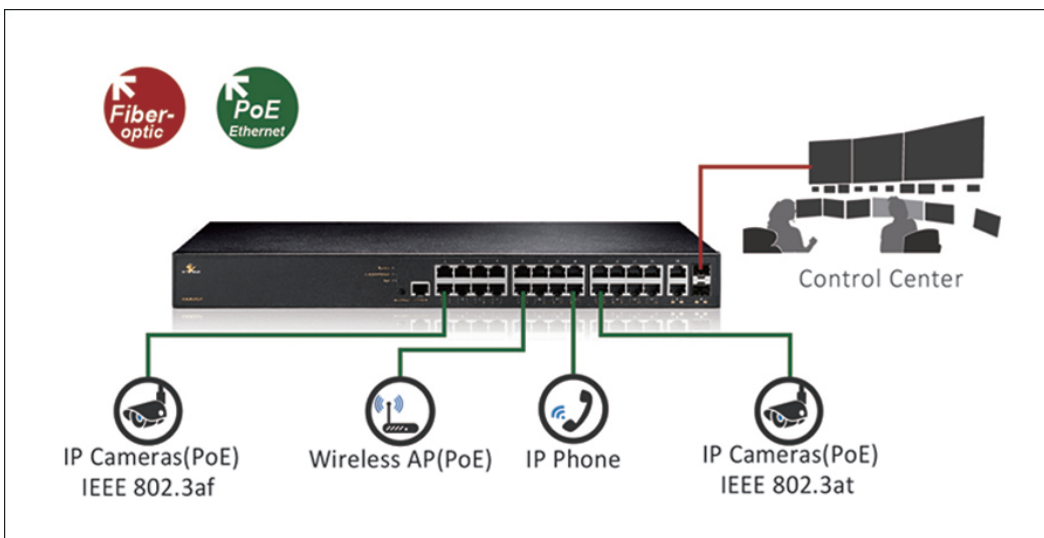 Fiber-
optic
PoE
Ethernet
Control Center
IP Cameras(PoE)
IEEE 802.3af
Wireless AP(PoE)
IP Phone
IP Cameras(PoE)
IEEE 802.3at